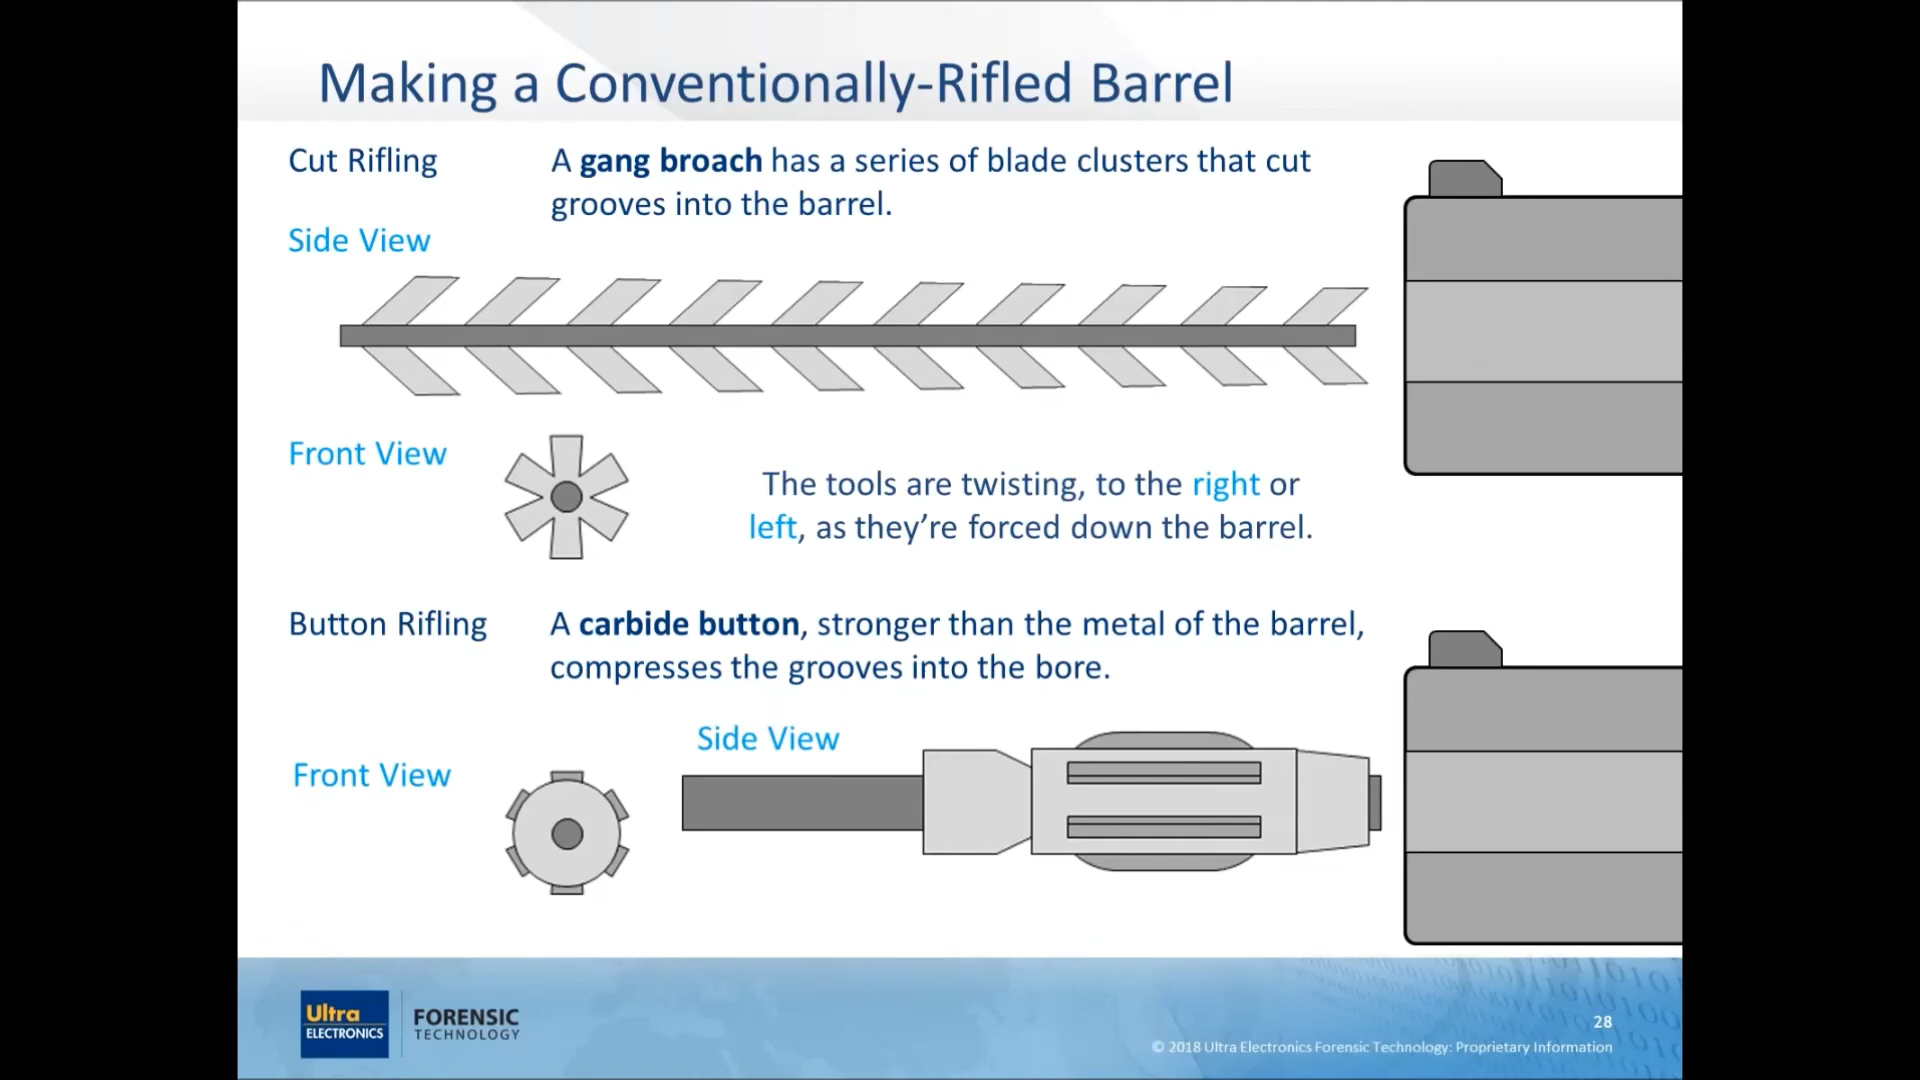 Making a Conventionally-Rifled Barrel
Cut Rifling
A gang broach has a series of blade clusters that cut
grooves into the barrel.
Side View
Front View
The tools are twisting, to the right or
left, as they’re forced down the barrel.
Button Rifling
A carbide button, stronger than the metal of the barrel,
compresses the grooves into the bore.
Side View
Front View
Ultra
ELECTRONICS
FORENSIC
TECHNOLOGY
28
© 2018 Ultra Electronics Forensic Technology: Proprietary Information